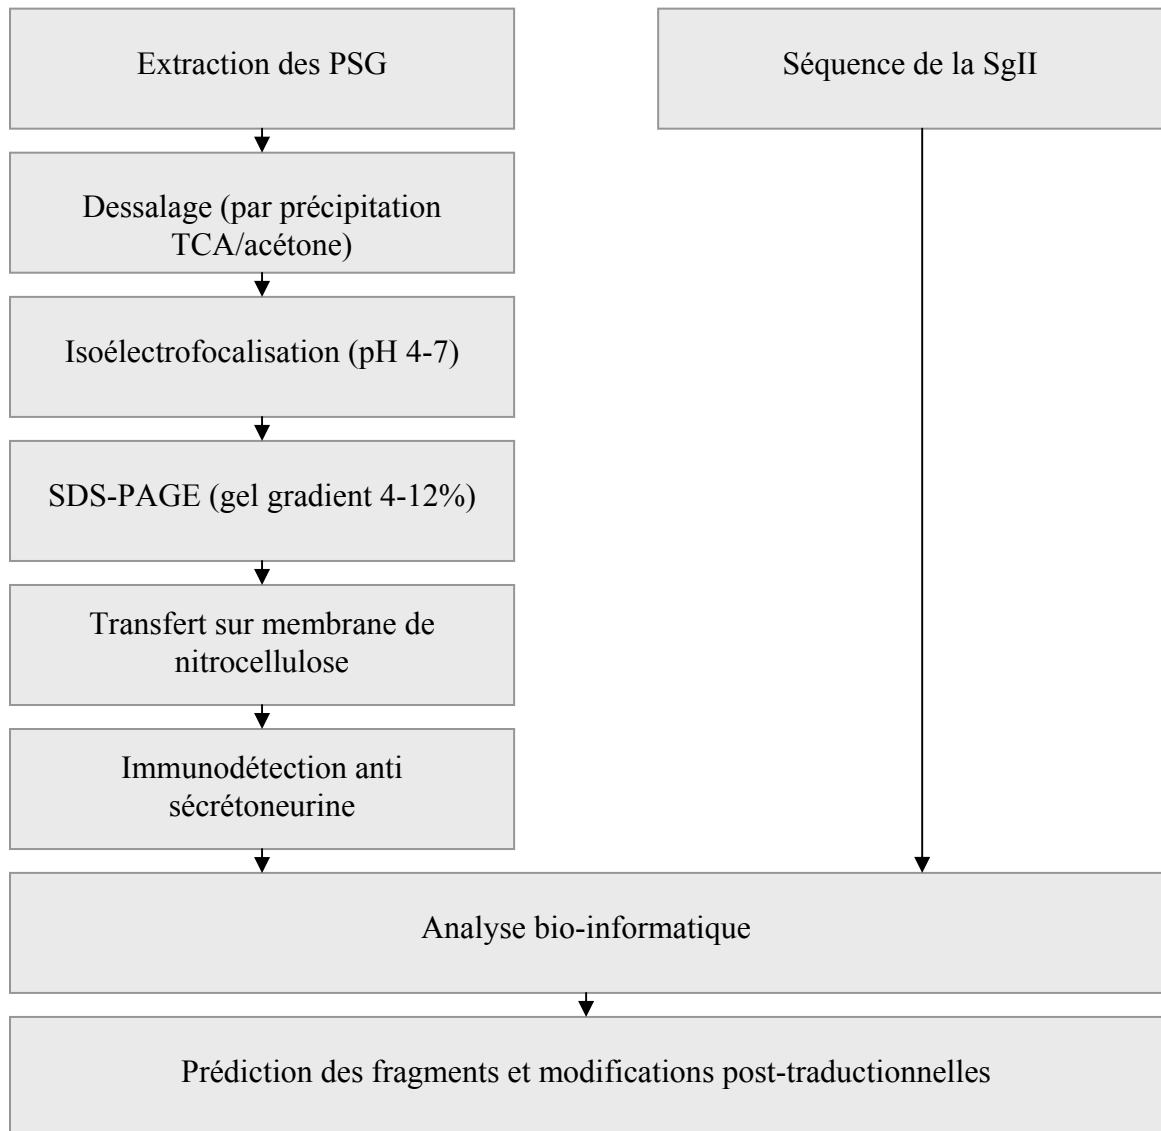 Extraction des PSG
Séquence de la SgII
Dessalage (par précipitation
TCA/acétone)
Isoélectrofocalisation (pH 4-7)
SDS-PAGE (gel gradient 4-12%)
Transfert sur membrane de
nitrocellulose
Immunodétection anti
sécrétoneurine
Analyse bio-informatique
Prédiction des fragments et modifications post-traductionnelles